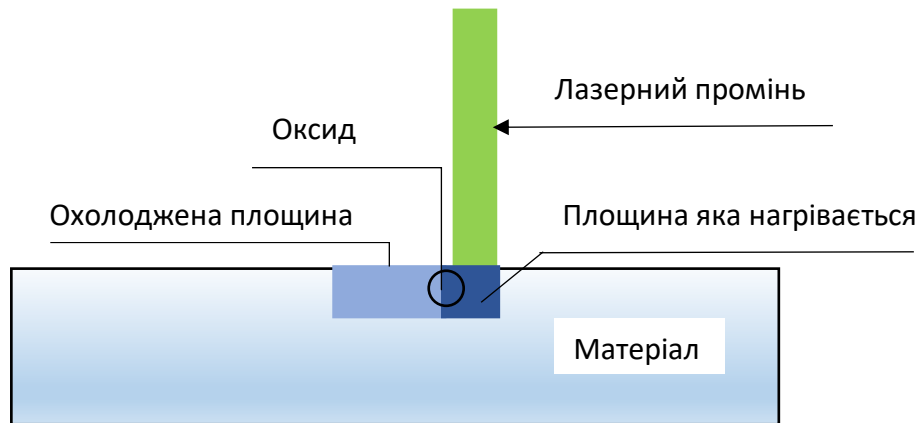 Лазерний промінь
Оксид
Охолоджена площина
Площина яка нагрівається
Матеріал